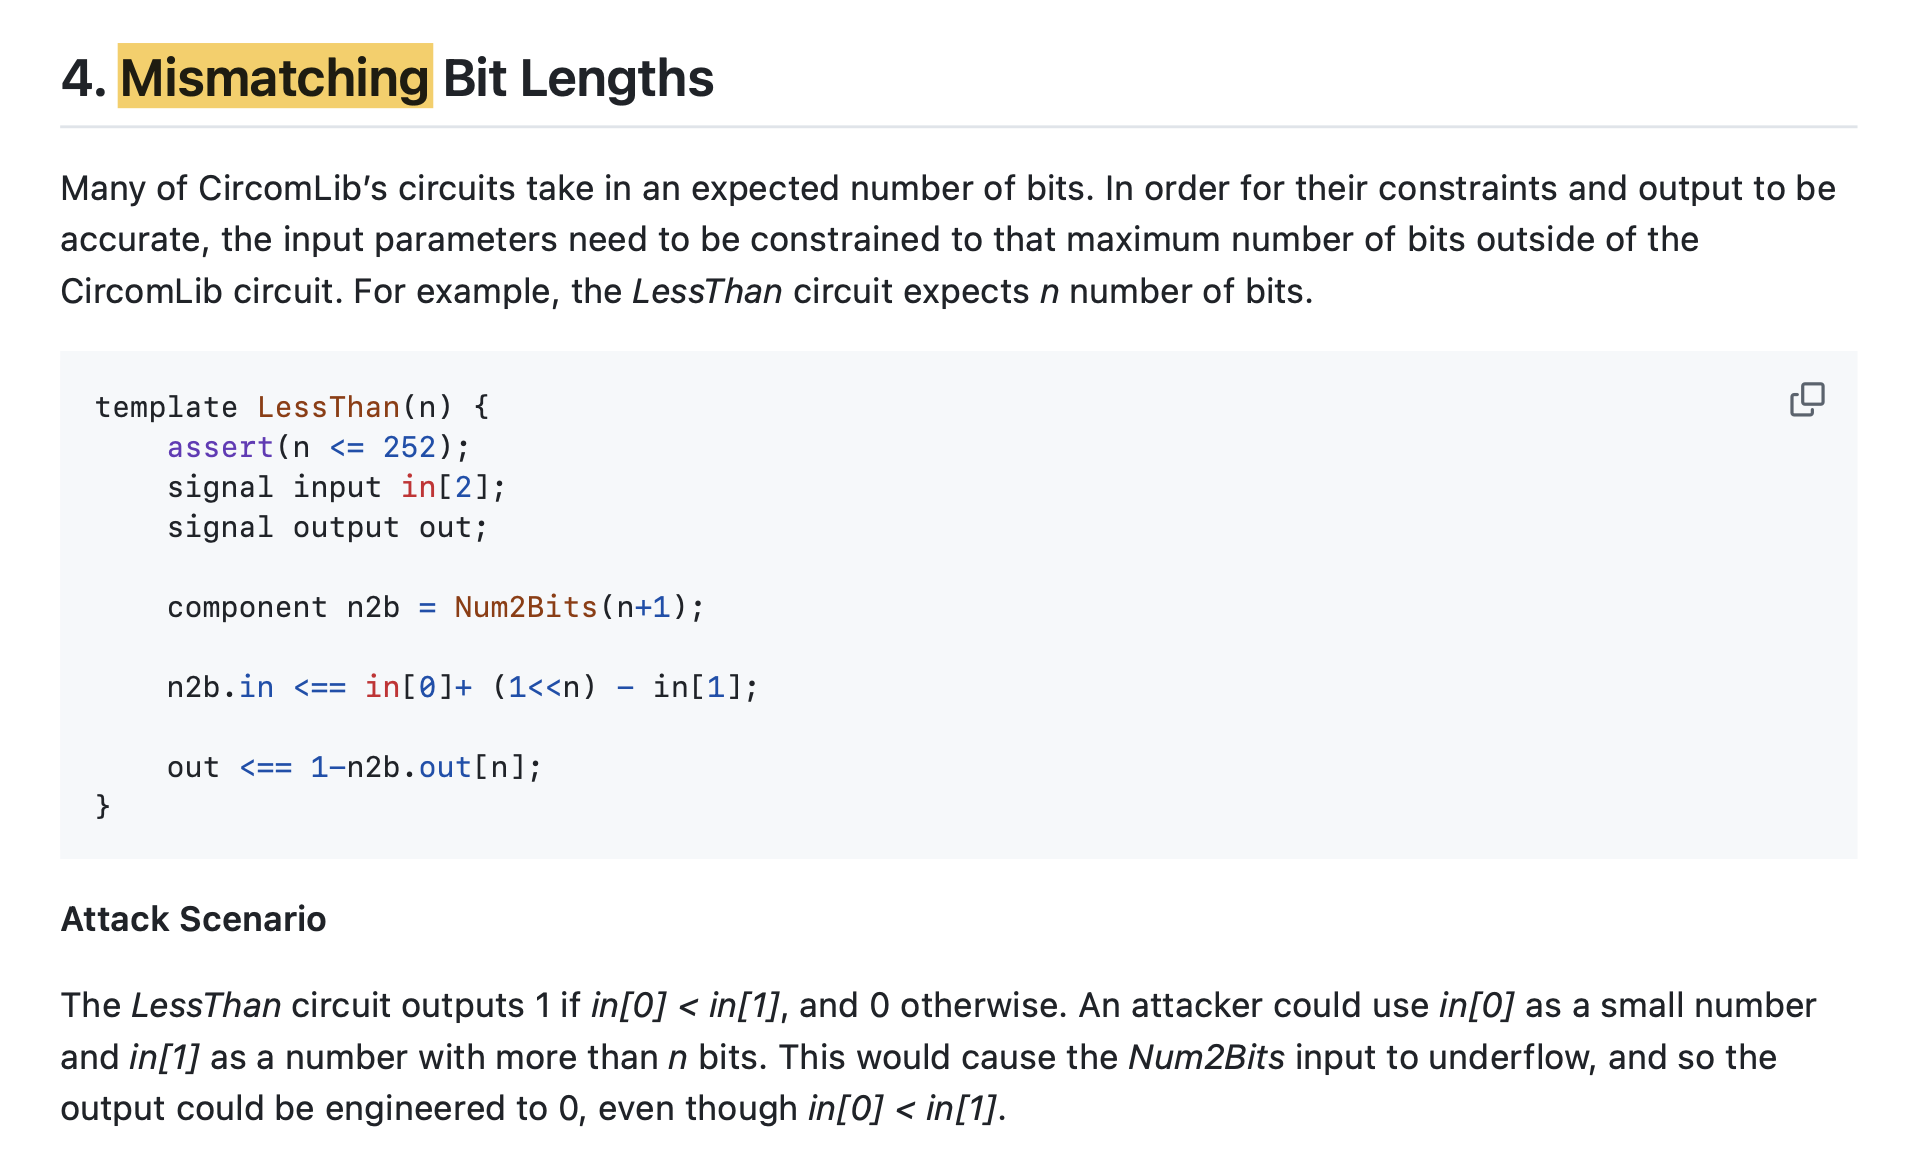 4. Mismatching Bit Lengths
Many of CircomLib’s circuits take in an expected number of bits. In order for their constraints and output to be
accurate, the input parameters need to be constrained to that maximum number of bits outside of the
CircomLib circuit. For example, the LessThan circuit expects n number of bits.
template LessThan(n) {
    assert(n <= 252);
    signal input in[2];
    signal output out;
    component n2b = Num2Bits(n+1);
    n2b.in <== in[0]+ (1<<n) - in[1];
    out <== 1-n2b.out[n];
}
Attack Scenario
The LessThan circuit outputs 1 if in[0] < in[1], and 0 otherwise. An attacker could use in[0] as a small number
and in[1] as a number with more than n bits. This would cause the Num2Bits input to underflow, and so the
output could be engineered to 0, even though in[0] < in[1].